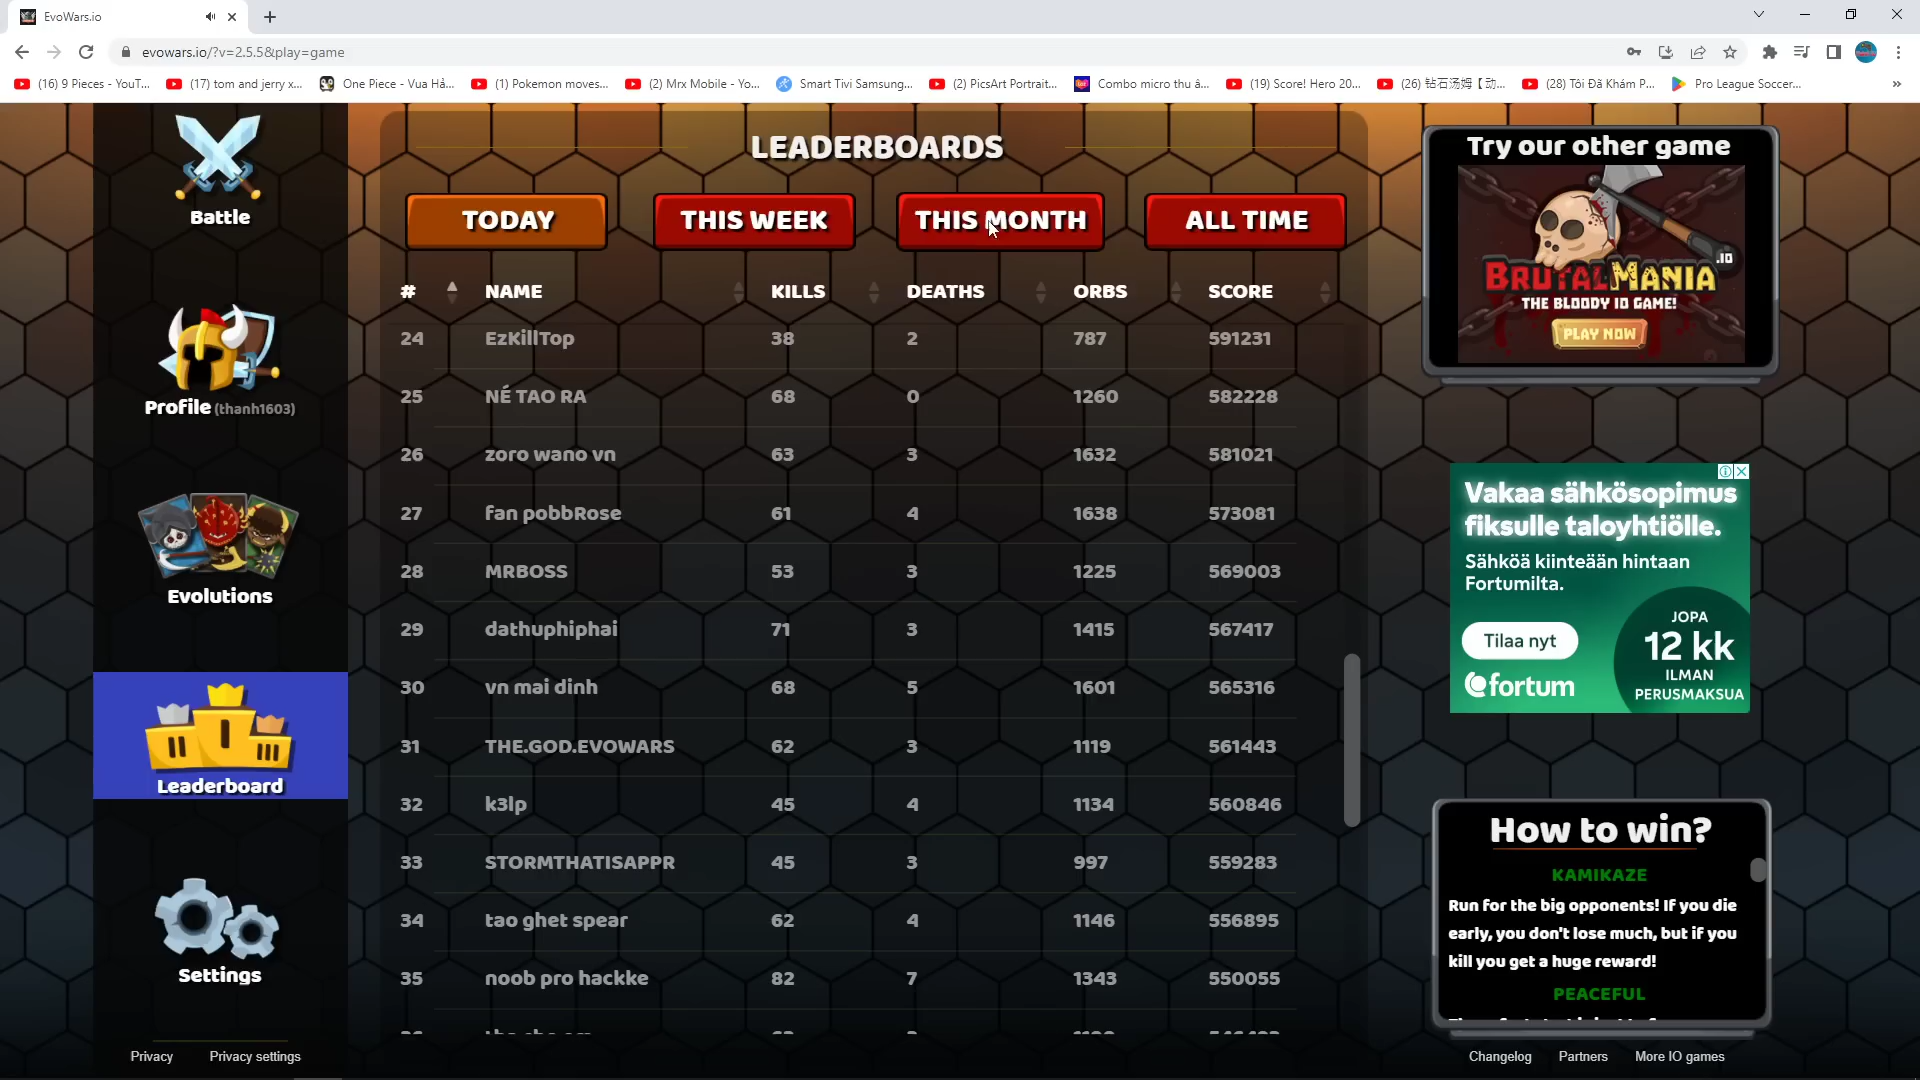 EvoWars.io
evowars.io/?v=2.5.5&play=game
(16) 9 Pieces - YouT...
(17) tom and jerry x...
One Piece - Vua Hả...
(1) Pokemon moves...
(2) Mrx Mobile - Yo...
Smart Tivi Samsung...
(2) PicsArt Portrait...
Combo micro thu â...
(19) Score! Hero 20...
(26) 钻石汤姆【动...
(28) Tôi Đã Khám P...
Pro League Soccer...
Battle
Profile (thanh1603)
Evolutions
Leaderboard
Settings
Privacy Privacy settings
LEADERBOARDS
TODAY THIS WEEK THIS MONTH ALL TIME
# NAME KILLS DEATHS ORBS SCORE
24 EzKillTop 38 2 787 591231
25 NÉ TAO RA 68 0 1260 582228
26 zoro wano vn 63 3 1632 581021
27 fan pobbRose 61 4 1638 573081
28 MRBOSS 53 3 1225 569003
29 dathuphiphai 71 3 1415 567417
30 vn mai dinh 68 5 1601 565316
31 THE.GOD.EVOWARS 62 3 1119 561443
32 k3lp 45 4 1134 560846
33 STORMTHATISAPPR 45 3 997 559283
34 tao ghet spear 62 4 1146 556895
35 noob pro hackke 82 7 1343 550055
Try our other game
BRUTALMANIA.IO
THE BLOODY IO GAME!
PLAY NOW
Vakaa sähkösopimus
fiksulle taloyhtiölle.
Sähköä kiinteään hintaan
Fortumilta.
Tilaa nyt
JOPA
12 kk
ILMAN
PERUSMAKSUA
fortum
How to win?
KAMIKAZE
Run for the big opponents! If you die
early, you don't lose much, but if you
kill you get a huge reward!
PEACEFUL
Changelog Partners More IO games